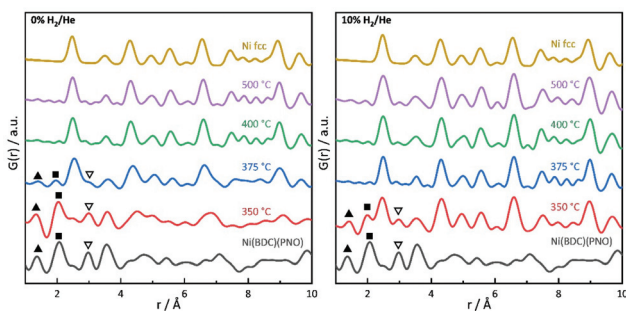 0% H₂/He
Ni fcc
500 °C
400 °C
375 °C
350 °C
Ni(BDC)(PNO)
G(r) / a.u.
2 4 6 8 10
r / Å
10% H₂/He
Ni fcc
500 °C
400 °C
375 °C
350 °C
Ni(BDC)(PNO)
G(r) / a.u.
2 4 6 8 10
r / Å